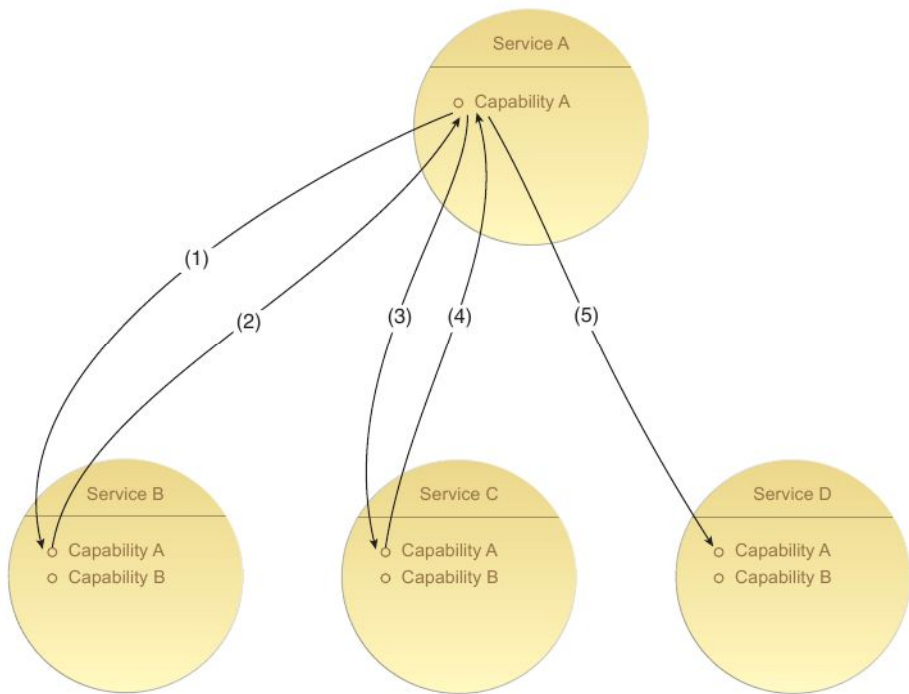 Service A
Capability A
(1)
(2)
(3)
(4)
(5)
Service B
Capability A
Capability B
Service C
Capability A
Capability B
Service D
Capability A
Capability B